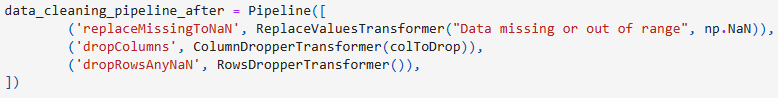 data_cleaning_pipeline_after = Pipeline([
('replaceMissingToNaN', ReplaceValuesTransformer("Data missing or out of range", np.NaN)),
('dropColumns', ColumnDropperTransformer(colToDrop)),
('dropRowsAnyNaN', RowsDropperTransformer()),
])